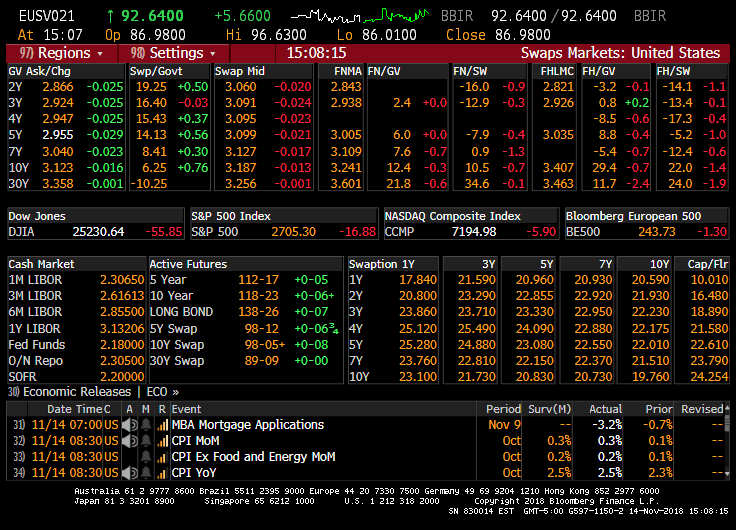 EUSV021 ↑ 92.6400 +5.6600 BBIR 92.6400/92.6400 BBIR
At 15:07 Op 86.9800 Hi 96.6300 Lo 86.0100 Close 86.9800
97) Regions 98) Settings 15:08:15 Swaps Markets: United States
GV Ask/Chg Swp/Govt Swap Mid FNMA FN/GV FN/SW FHLMC FH/GV FH/SW
2Y 2.866 -0.025 19.25 +0.50 3.060 -0.020 2.843 -16.0 -0.9 2.821 -3.2 -0.1 -14.1 -1.1
3Y 2.924 -0.025 16.40 -0.03 3.091 -0.024 2.938 2.4 +0.0 -12.9 -0.3 2.926 0.8 +0.2 -13.4 -0.1
4Y 2.947 -0.025 15.43 +0.37 3.095 -0.023 -8.5 -0.6 -17.3 -0.4
5Y 2.955 -0.029 14.13 +0.56 3.099 -0.021 3.005 6.0 +0.0 -7.9 -0.4 3.035 8.8 -0.4 -5.2 -1.0
7Y 3.040 -0.023 8.41 +0.30 3.127 -0.017 3.109 7.6 -0.7 0.9 -1.3 -5.4 -0.7 -12.4 -0.6
10Y 3.123 -0.016 6.25 +0.76 3.187 -0.013 3.241 12.4 -0.3 10.5 -0.7 3.407 29.4 -0.7 22.0 -1.4
30Y 3.358 -0.001 -10.25 3.256 -0.001 3.601 21.8 -0.6 34.6 -0.1 3.463 11.7 -2.4 24.0 -1.9
Dow Jones S&P 500 Index NASDAQ Composite Index Bloomberg European 500
DJIA 25230.64 -55.85 S&P 500 2705.30 -16.88 CCMP 7194.98 -5.90 BE500 243.73 -1.30
Cash Market Active Futures Swaption 1Y 3Y 5Y 7Y 10Y Cap/Flr
1M LIBOR 2.30650 5 Year 112-17 +0-05 1Y 17.840 21.590 20.960 20.930 20.590 10.010
3M LIBOR 2.61613 10 Year 118-23 +0-06+ 2Y 20.800 23.290 22.855 22.920 21.930 16.480
6M LIBOR 2.85500 LONG BOND 138-26 +0-07 3Y 23.860 23.710 23.330 22.950 22.230 18.890
1Y LIBOR 3.13206 5Y Swap 98-12 +0-06¾ 4Y 25.120 25.490 24.090 22.880 22.175 21.580
Fed Funds 2.18000 10Y Swap 98-05+ +0-08 5Y 25.280 24.880 23.080 22.550 22.010 22.610
O/N Repo 2.30500 30Y Swap 89-09 +0-00 7Y 23.760 22.810 22.150 22.370 21.510 23.790
SOFR 2.20000 10Y 23.100 21.730 20.830 20.730 19.760 24.254
30) Economic Releases | ECO »
Date Time C A M R Event Period Surv(M) Actual Prior Revised
31) 11/14 07:00 US MBA Mortgage Applications Nov 9 -- -3.2% -0.7% --
32) 11/14 08:30 US CPI MoM Oct 0.3% 0.3% 0.1% --
33) 11/14 08:30 US CPI Ex Food and Energy MoM Oct 0.2% 0.2% 0.1% --
34) 11/14 08:30 US CPI YoY Oct 2.5% 2.5% 2.3% --
Australia 61 2 9777 8600 Brazil 5511 2395 9000 Europe 44 20 7330 7500 Germany 49 69 9204 1210 Hong Kong 852 2977 6000
Japan 81 3 3201 8900 Singapore 65 6212 1000 U.S. 1 212 318 2000 Copyright 2018 Bloomberg Finance L.P.
SN 830014 EST GMT-5:00 G597-1150-2 14-Nov-2018 15:08:15